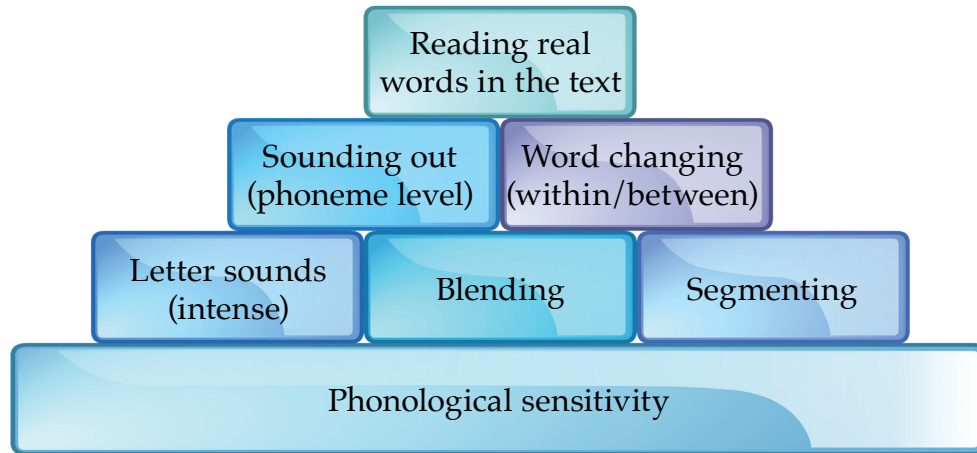 Reading real
words in the text
Sounding out
(phoneme level)
Word changing
(within/between)
Letter sounds
(intense)
Blending
Segmenting
Phonological sensitivity